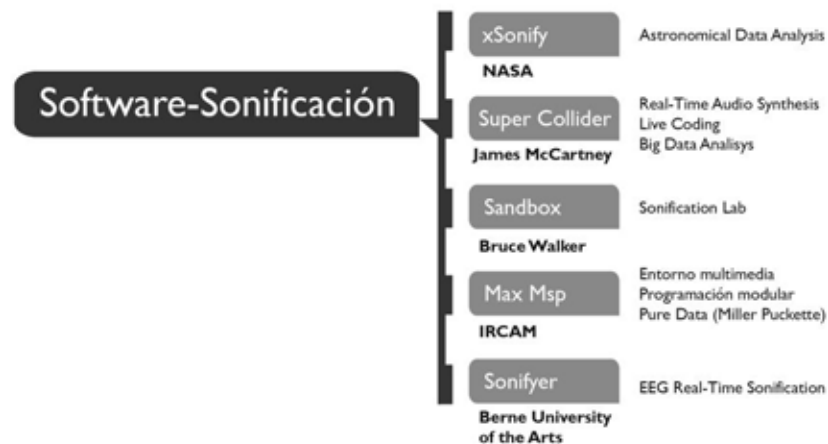 Software-Sonificación
xSonify
NASA
Astronomical Data Analysis
Super Collider
James McCartney
Real-Time Audio Synthesis
Live Coding
Big Data Analisys
Sandbox
Bruce Walker
Sonification Lab
Max Msp
IRCAM
Entorno multimedia
Programación modular
Pure Data (Miller Puckette)
Sonifyer
Berne University
of the Arts
EEG Real-Time Sonification